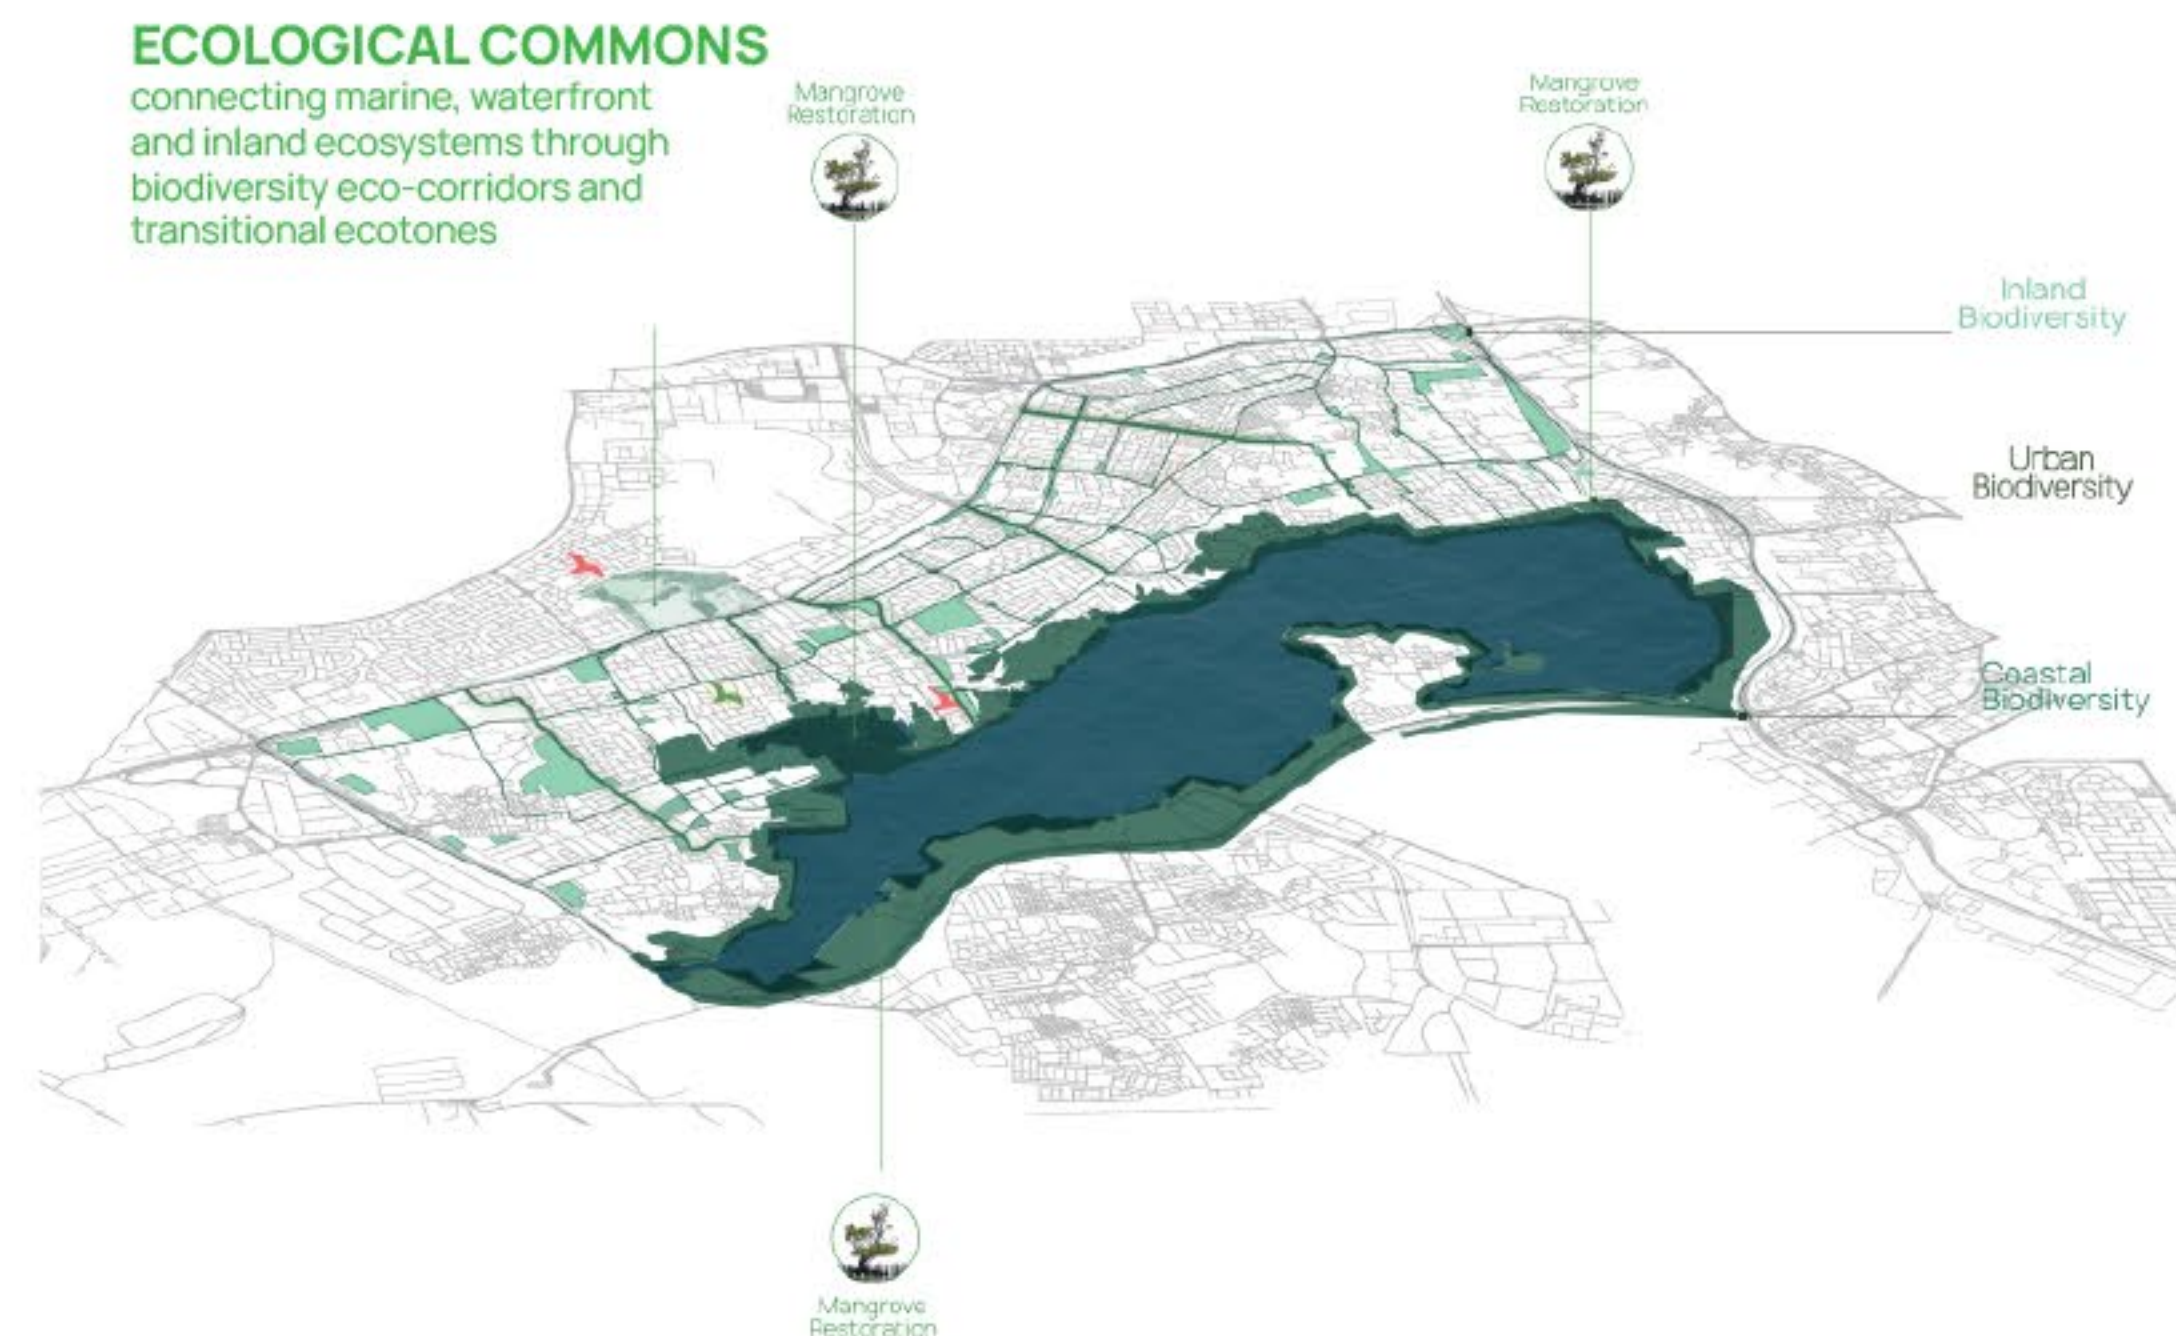 ECOLOGICAL COMMONS
connecting marine, waterfront
and inland ecosystems through
biodiversity eco-corridors and
transitional ecotones
Mangrove
Restoration
Mangrove
Restoration
Inland
Biodiversity
Urban
Biodiversity
Coastal
Biodiversity
Mangrove
Restoration